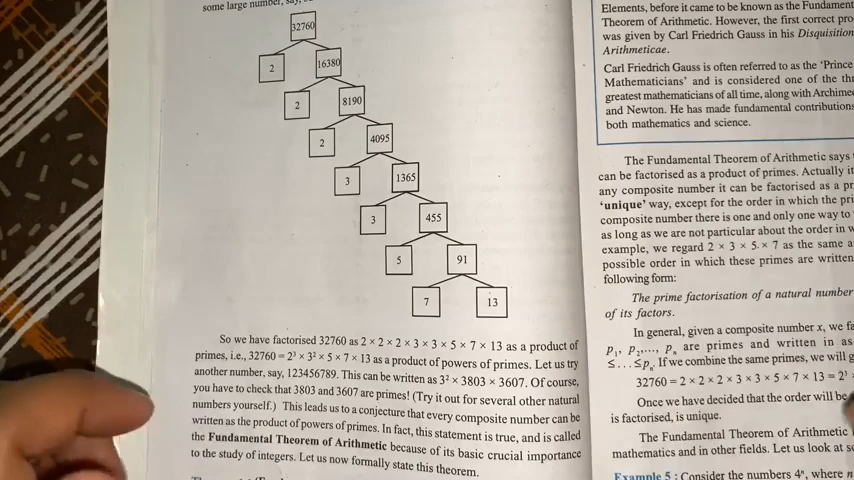 some large number, say,
32760
2
16380
2
8190
2
4095
3
1365
3
455
5
91
7
13
So we have factorised 32760 as 2 × 2 × 2 × 3 × 3 × 5 × 7 × 13 as a product of
primes, i.e., 32760 = 2³ × 3² × 5 × 7 × 13 as a product of powers of primes. Let us try
another number, say, 123456789. This can be written as 3² × 3803 × 3607. Of course,
you have to check that 3803 and 3607 are primes! (Try it out for several other natural
numbers yourself.) This leads us to a conjecture that every composite number can be
written as the product of powers of primes. In fact, this statement is true, and is called
the Fundamental Theorem of Arithmetic because of its basic crucial importance
to the study of integers. Let us now formally state this theorem.
Elements, before it came to be known as the Fundament
Theorem of Arithmetic. However, the first correct pro
was given by Carl Friedrich Gauss in his Disquisition
Arithmeticae.
Carl Friedrich Gauss is often referred to as the ‘Prince
Mathematicians’ and is considered one of the thr
greatest mathematicians of all time, along with Archime
and Newton. He has made fundamental contributions
both mathematics and science.
The Fundamental Theorem of Arithmetic says
can be factorised as a product of primes. Actually it
any composite number it can be factorised as a pr
‘unique’ way, except for the order in which the pri
composite number there is one and only one way to
as long as we are not particular about the order in w
example, we regard 2 × 3 × 5 × 7 as the same a
possible order in which these primes are written
following form:
The prime factorisation of a natural number
of its factors.
In general, given a composite number x, we fa
p₁, p₂,..., pₙ are primes and written in as
≤...≤pₙ. If we combine the same primes, we will g
32760 = 2 × 2 × 2 × 3 × 3 × 5 × 7 × 13 = 2³
Once we have decided that the order will be
is factorised, is unique.
The Fundamental Theorem of Arithmetic
mathematics and in other fields. Let us look at so
Example 5 : Consider the numbers 4ⁿ, where n